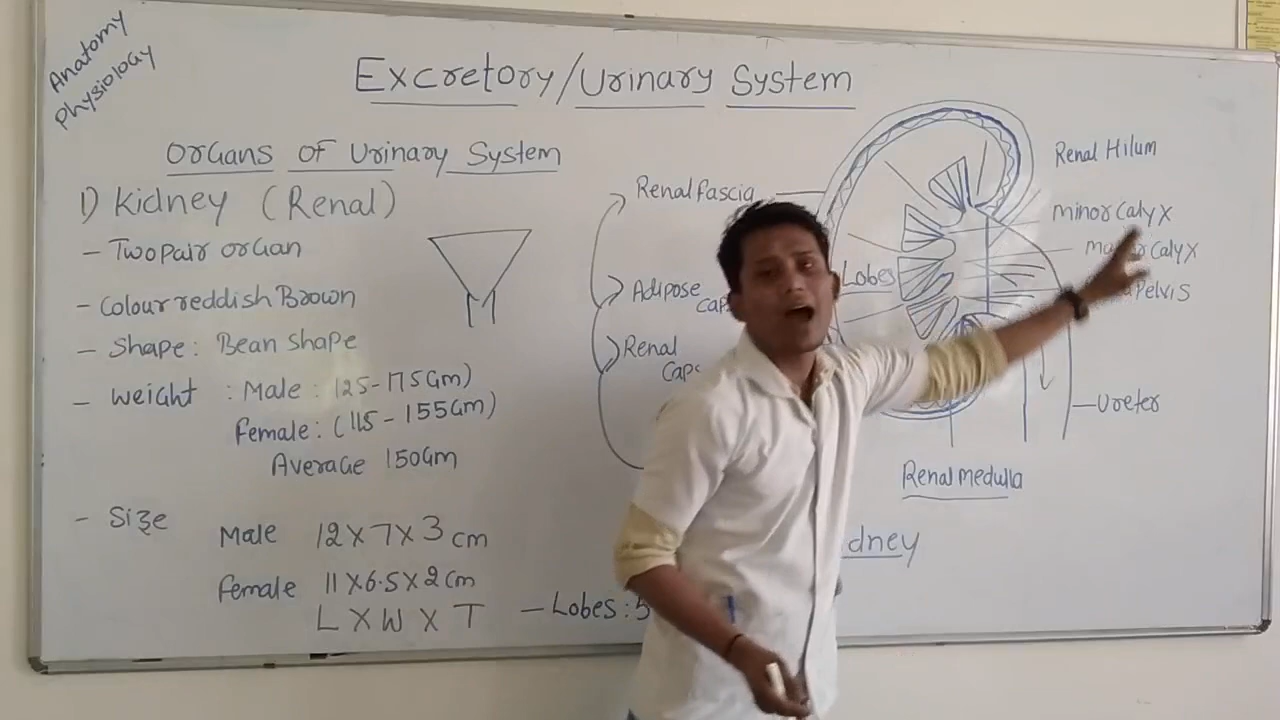 Anatomy
Physiology
Excretory/Urinary System
Organs of Urinary System
1) Kidney (Renal)
- Two pair organ
- Colour reddish Brown
- Shape: Bean shape
- Weight : Male : 125-175Gm)
Female: (115-155Gm)
Average 150Gm
- Size
Male 12x7x3 cm
Female 11x6.5x2cm
L x W x T
- Lobes: 5
Renal fascia
Adipose
Cap
Renal
Caps
Lobes
Renal Hilum
minor Calyx
Calyx
Pelvis
Ureter
Renal medulla
dney